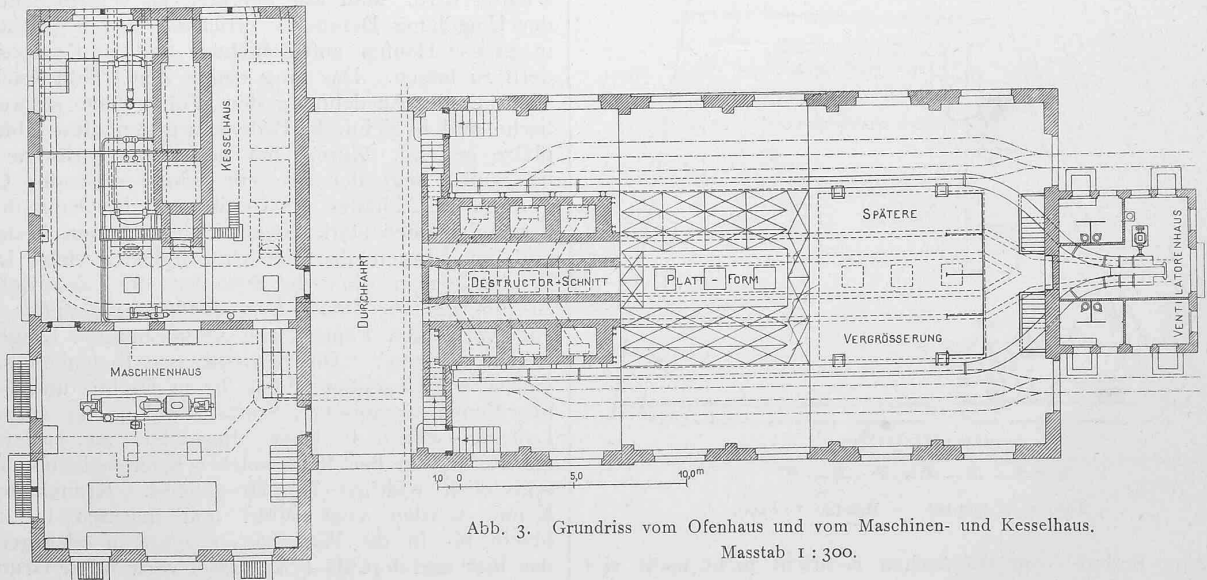 KESSELHAUS
DURCHFAHRT
MASCHINENHAUS
DESTRUCTOR-SCHNITT
PLATT-FORM
SPÄTERE
VERGRÖSSERUNG
VENTILATORENHAUS
1,0 0 5,0 10,0 m
Abb. 3. Grundriss vom Ofenhaus und vom Maschinen- und Kesselhaus.
Masstab 1 : 300.